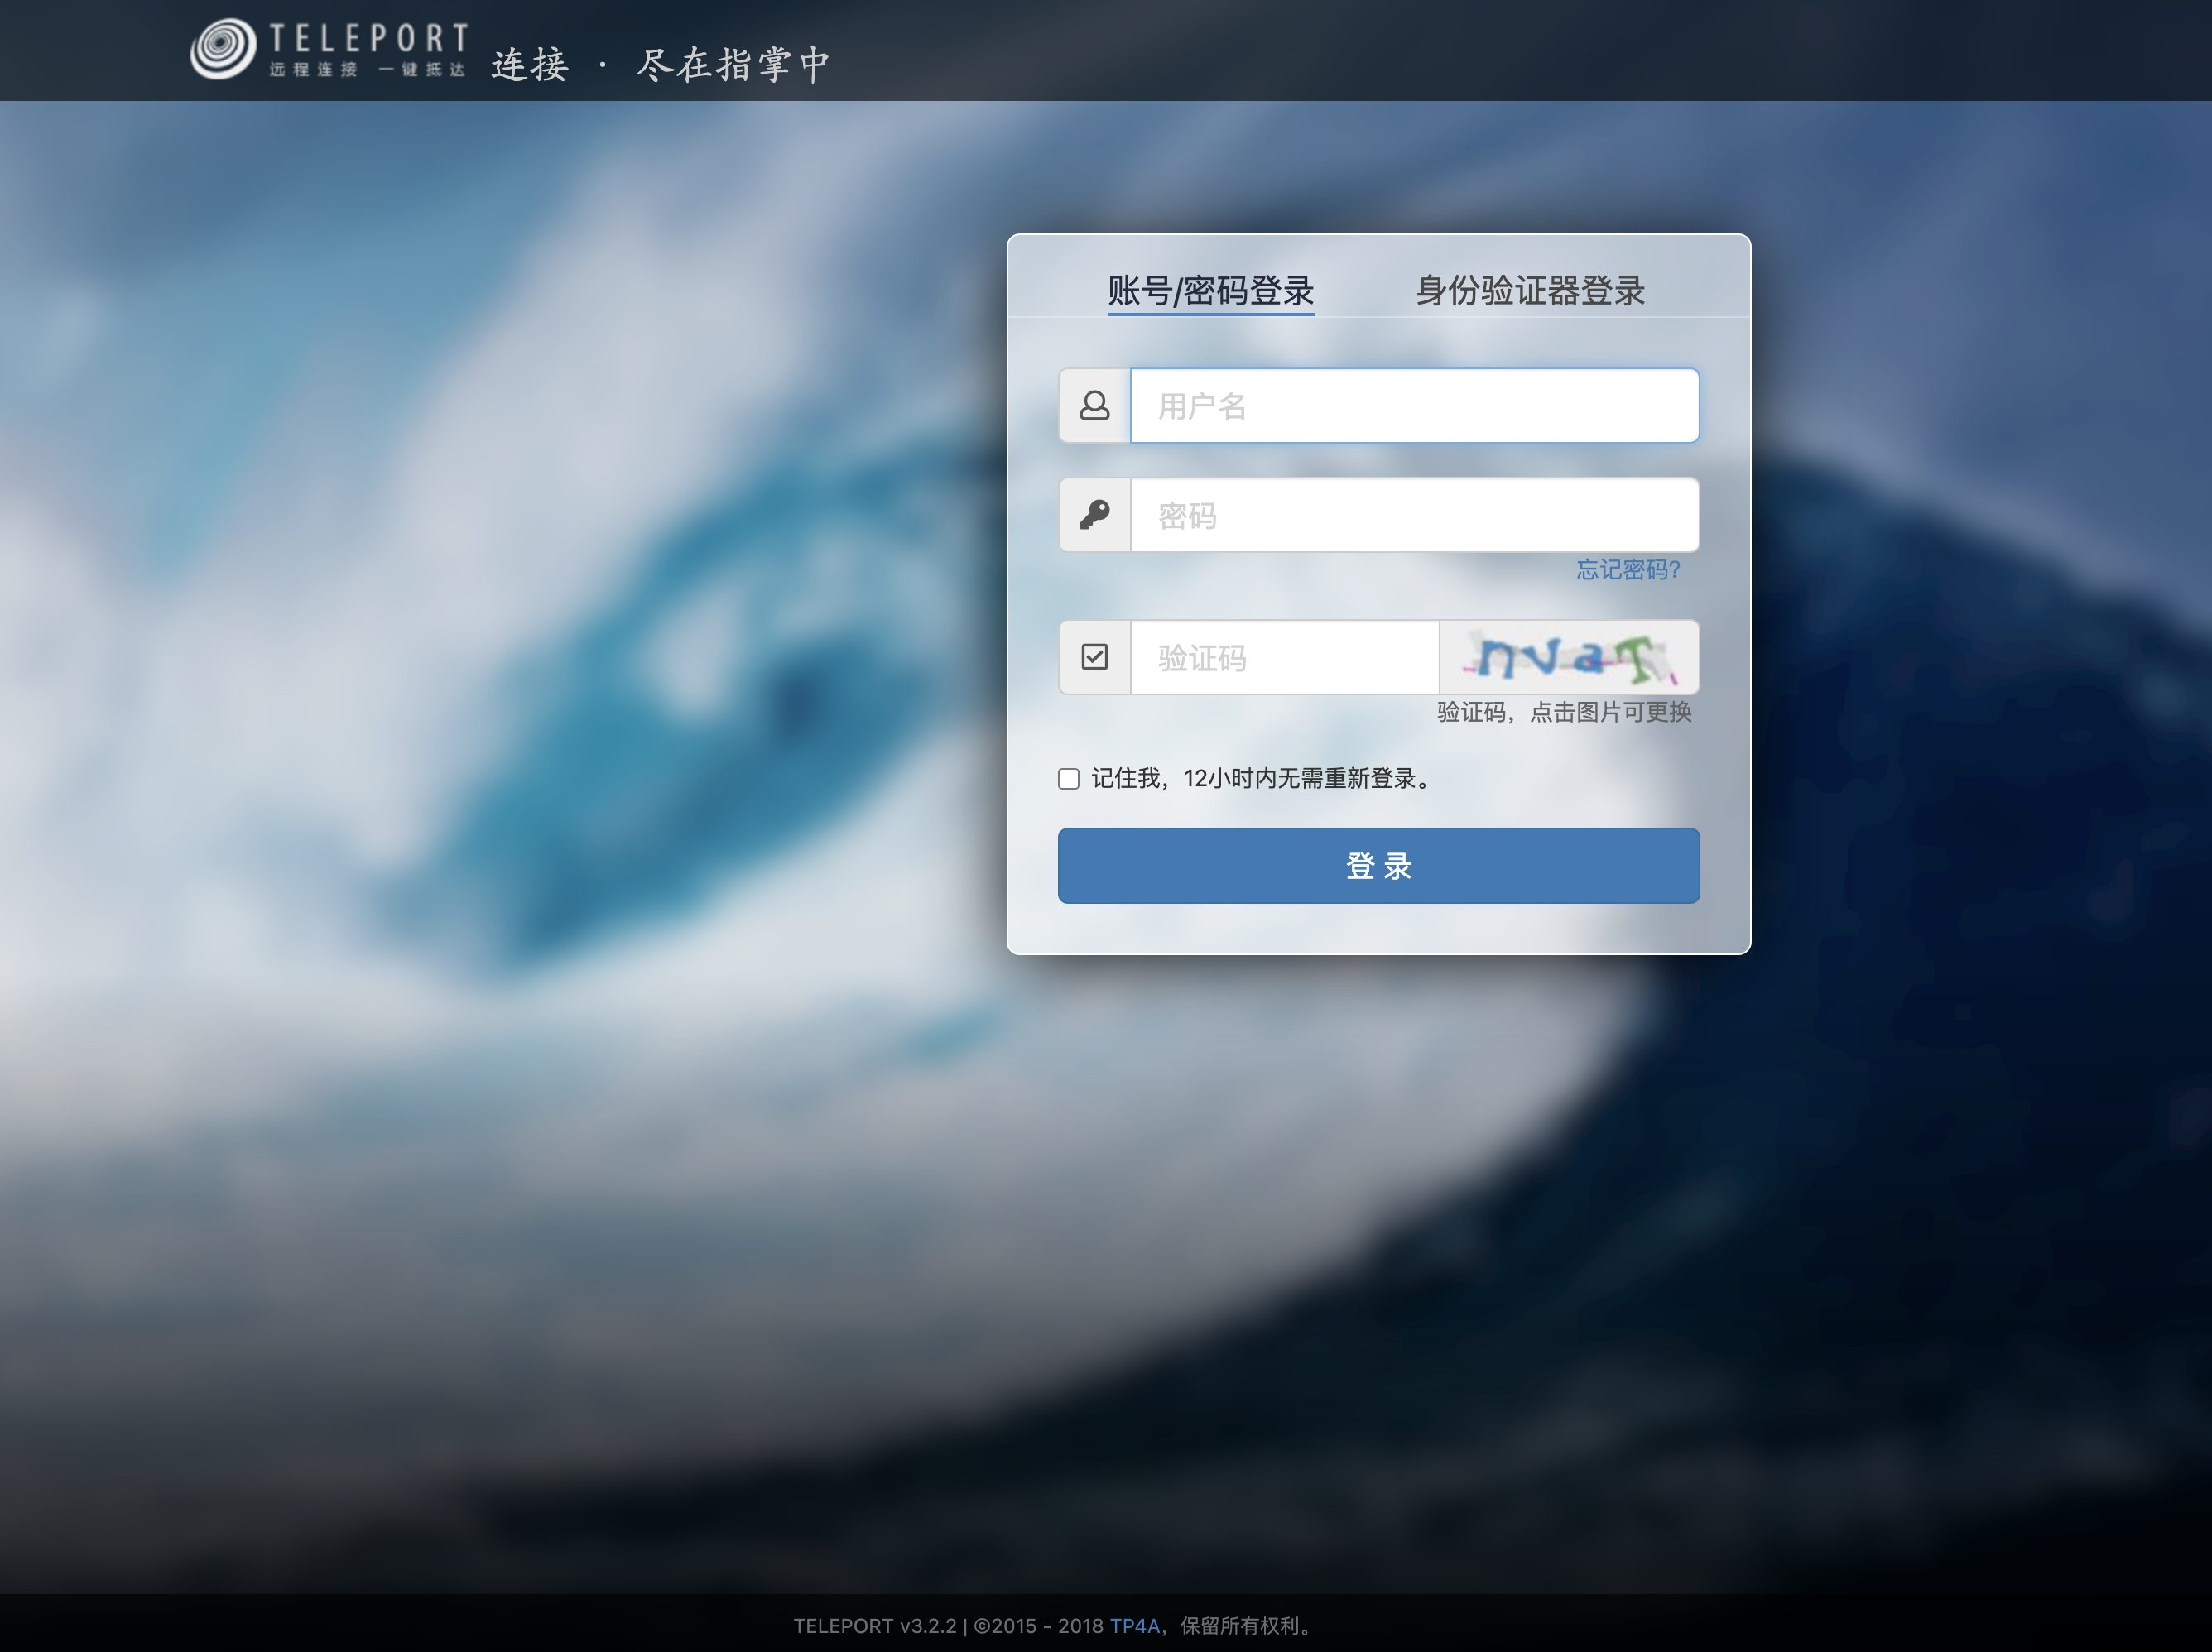 TELEPORT
远程连接 一键抵达
连接 · 尽在指掌中
账号/密码登录
身份验证器登录
用户名
密码
忘记密码?
验证码
nvaT
验证码，点击图片可更换
记住我，12小时内无需重新登录。
登 录
TELEPORT v3.2.2 | ©2015 - 2018 TP4A，保留所有权利。